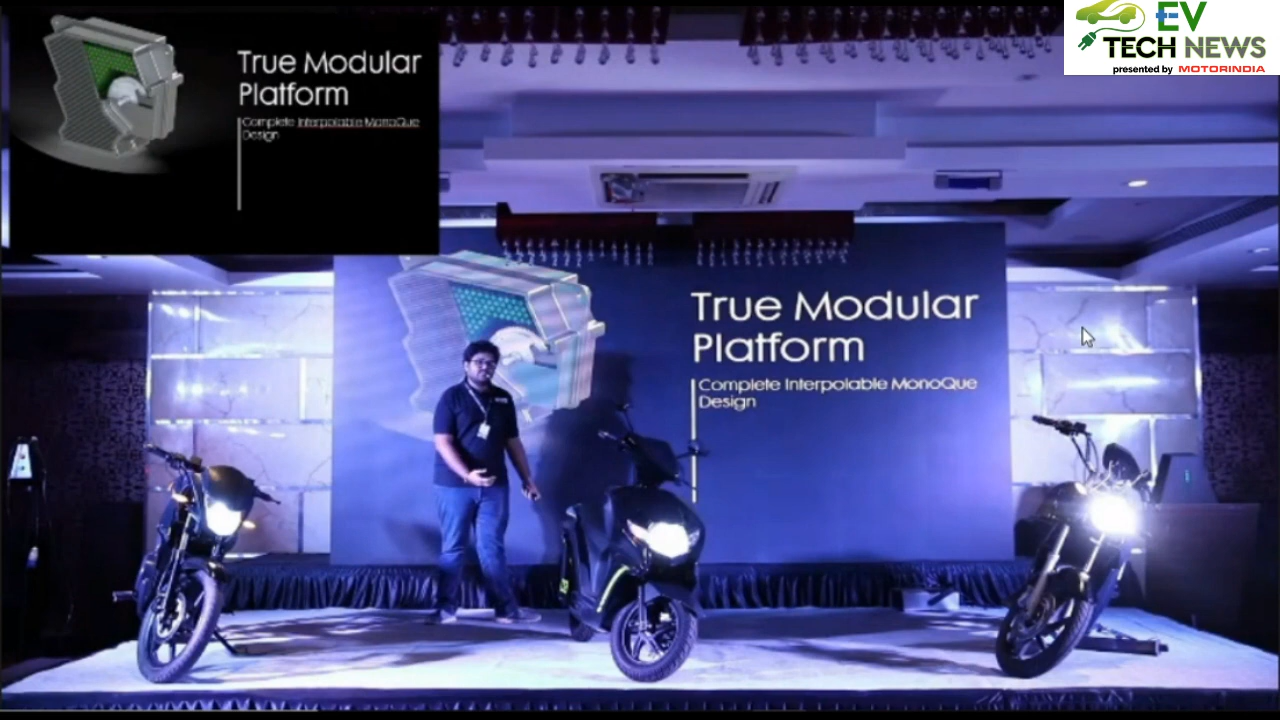 True Modular
Platform
Complete Interpolable MonoQue
Design
EV
TECH NEWS
presented by MOTORINDIA
True Modular
Platform
Complete Interpolable MonoQue
Design